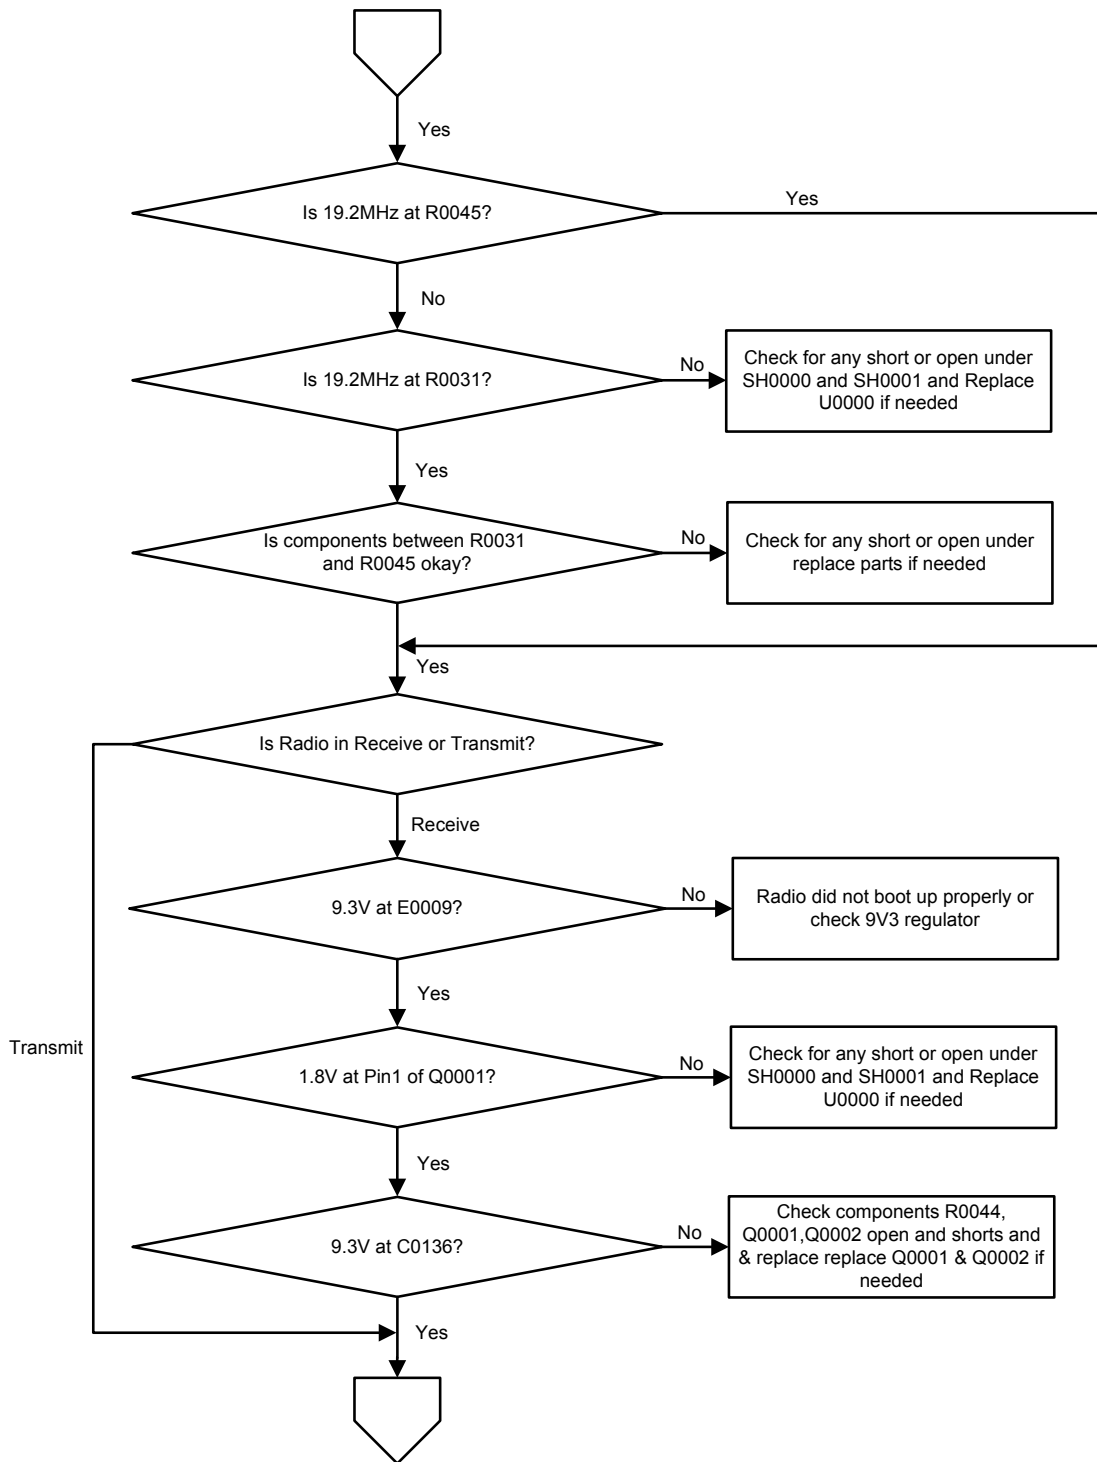 Yes
Is 19.2MHz at R0045?
Yes
No
Is 19.2MHz at R0031?
No
Check for any short or open under
SH0000 and SH0001 and Replace
U0000 if needed
Yes
Is components between R0031
and R0045 okay?
No
Check for any short or open under
replace parts if needed
Yes
Is Radio in Receive or Transmit?
Receive
9.3V at E0009?
No
Radio did not boot up properly or
check 9V3 regulator
Yes
Transmit
1.8V at Pin1 of Q0001?
No
Check for any short or open under
SH0000 and SH0001 and Replace
U0000 if needed
Yes
9.3V at C0136?
No
Check components R0044,
Q0001,Q0002 open and shorts and
& replace replace Q0001 & Q0002 if
needed
Yes